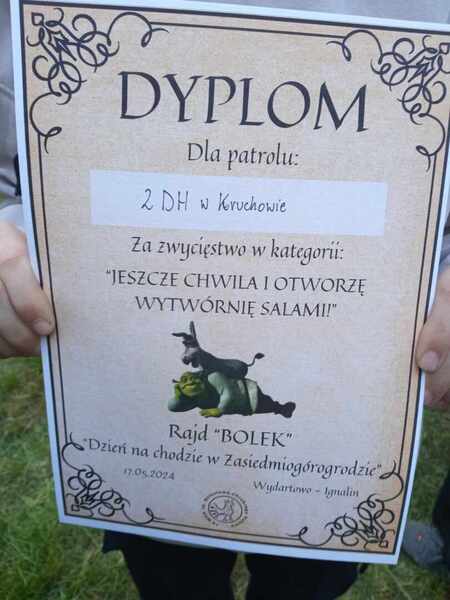 DYPLOM
Dla patrolu:
2 DH w Kruchowie
Za zwycięstwo w kategorii:
"JESZCZE CHWILA I OTWORZĘ
WYTWÓRNIĘ SALAMI!"
Rajd "BOLEK"
"Dzień na chodzie w Zasiedmiogórogrodzie"
17.05.2024
Wydartowo - Ignalin